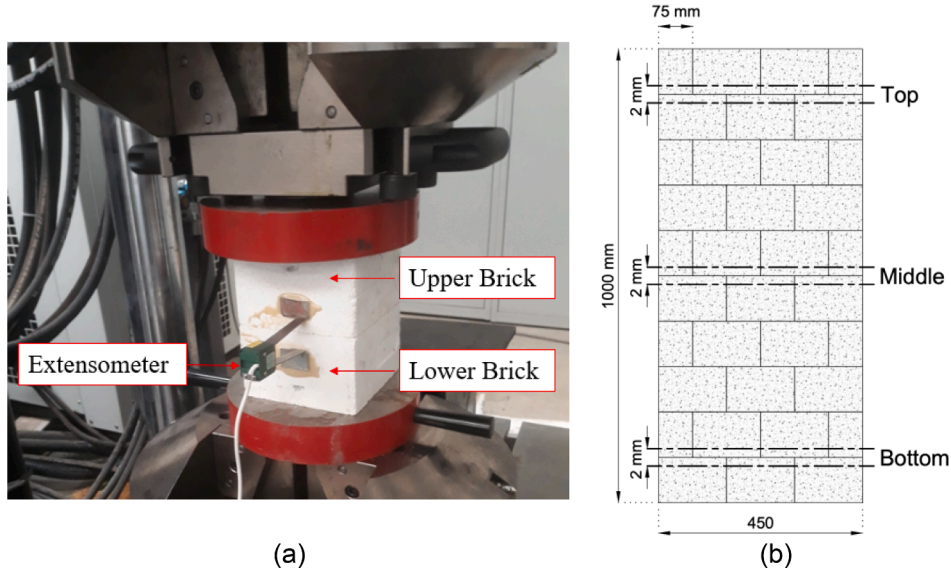 Upper Brick
Extensometer
Lower Brick
(a)
75 mm
2 mm
Top
1000 mm
2 mm
Middle
2 mm
Bottom
450
(b)